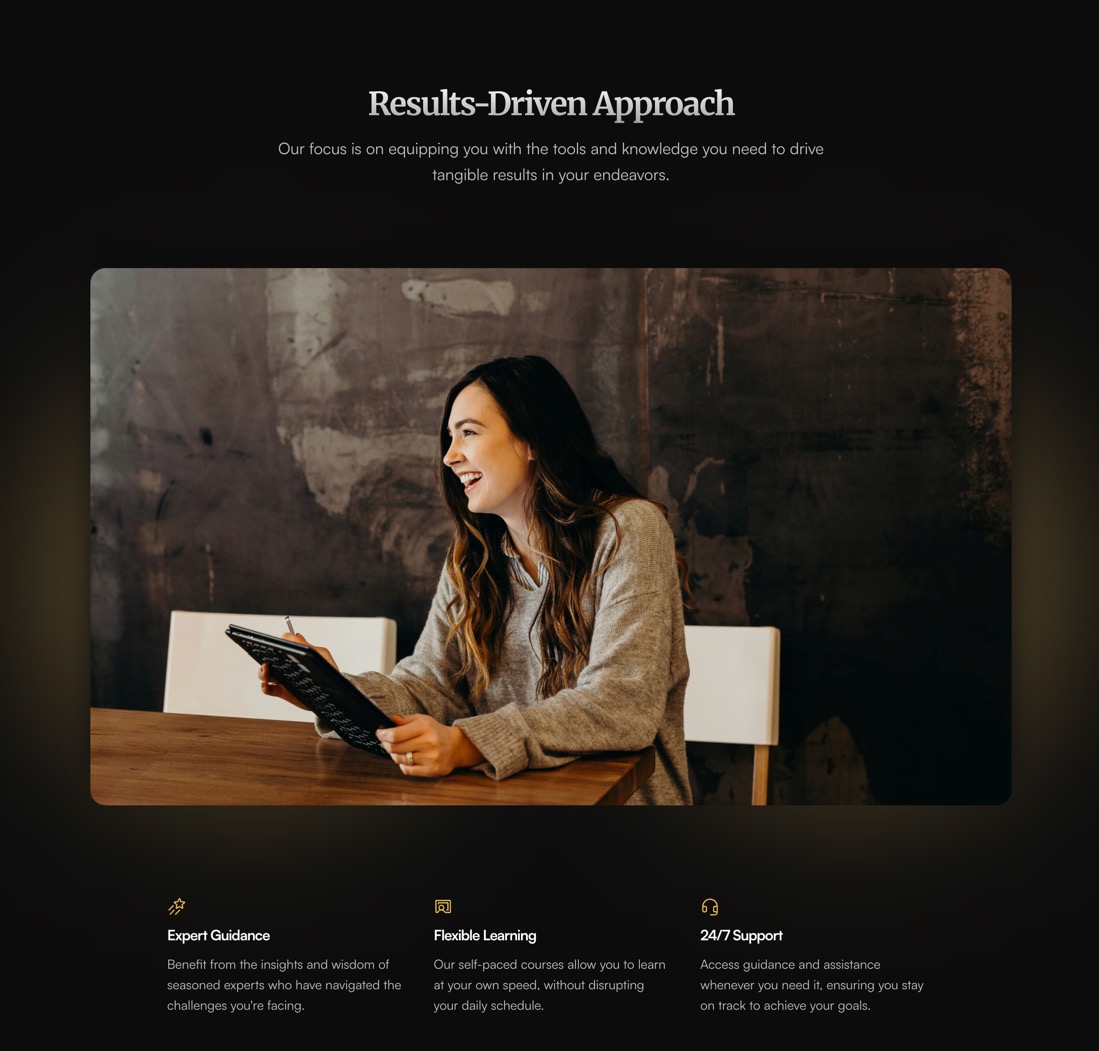 Results-Driven Approach
Our focus is on equipping you with the tools and knowledge you need to drive
tangible results in your endeavors.
Expert Guidance
Benefit from the insights and wisdom of
seasoned experts who have navigated the
challenges you're facing.
Flexible Learning
Our self-paced courses allow you to learn
at your own speed, without disrupting
your daily schedule.
24/7 Support
Access guidance and assistance
whenever you need it, ensuring you stay
on track to achieve your goals.